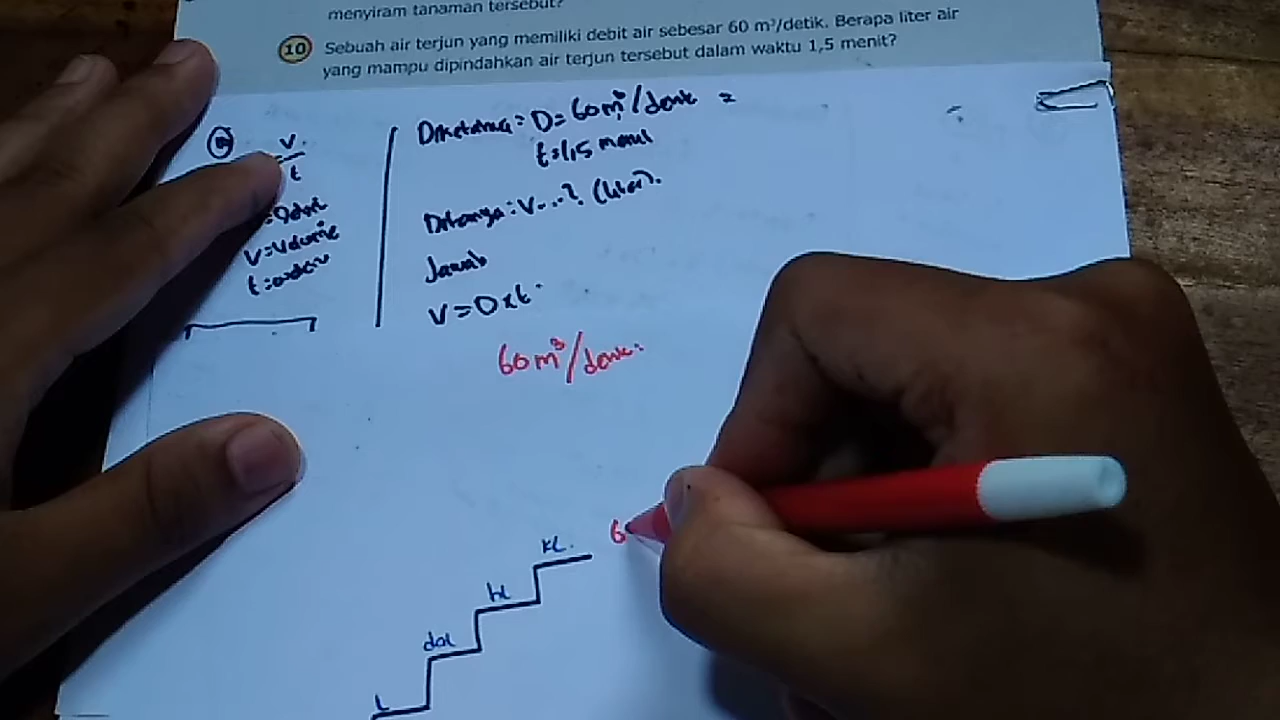 menyiram tanaman tersebut?
10 Sebuah air terjun yang memiliki debit air sebesar 60 m³/detik. Berapa liter air
yang mampu dipindahkan air terjun tersebut dalam waktu 1,5 menit?
V
t
V=Volume
Diketahui = D = 60 m³/detik =
t = 1,5 menit
Ditanya : V...? (liter).
Jawab
V = D x t
60 m³/detik
6
kL
hL
daL
L